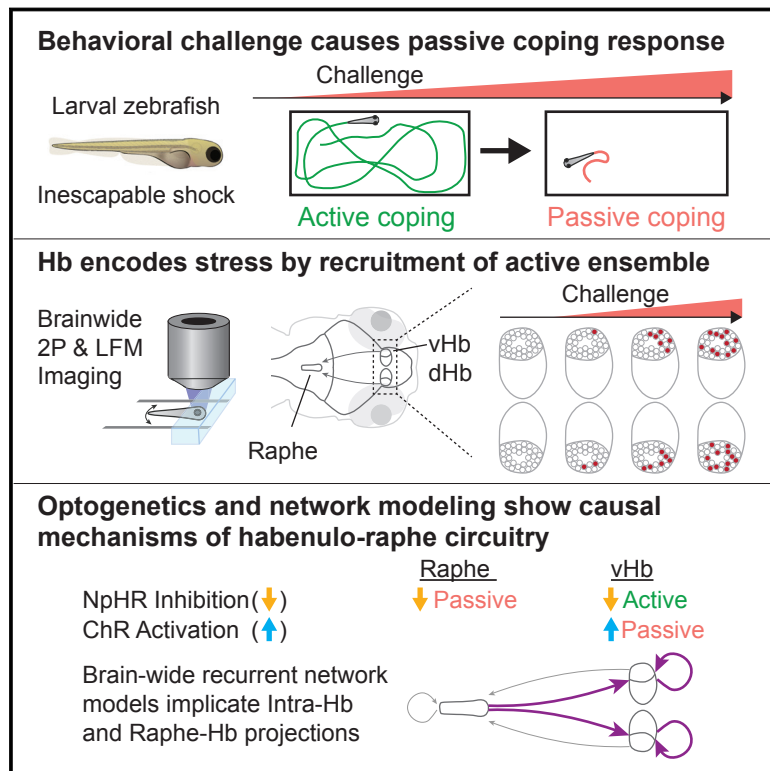 Behavioral challenge causes passive coping response
Challenge
Larval zebrafish
Inescapable shock
Active coping
Passive coping
Hb encodes stress by recruitment of active ensemble
Challenge
Brainwide
2P & LFM
Imaging
vHb
dHb
Raphe
Optogenetics and network modeling show causal
mechanisms of habenulo-raphe circuitry
Raphe vHb
NpHR Inhibition (↓) ↓ Passive ↓ Active
ChR Activation (↑) ↑ Passive
Brain-wide recurrent network
models implicate Intra-Hb
and Raphe-Hb projections